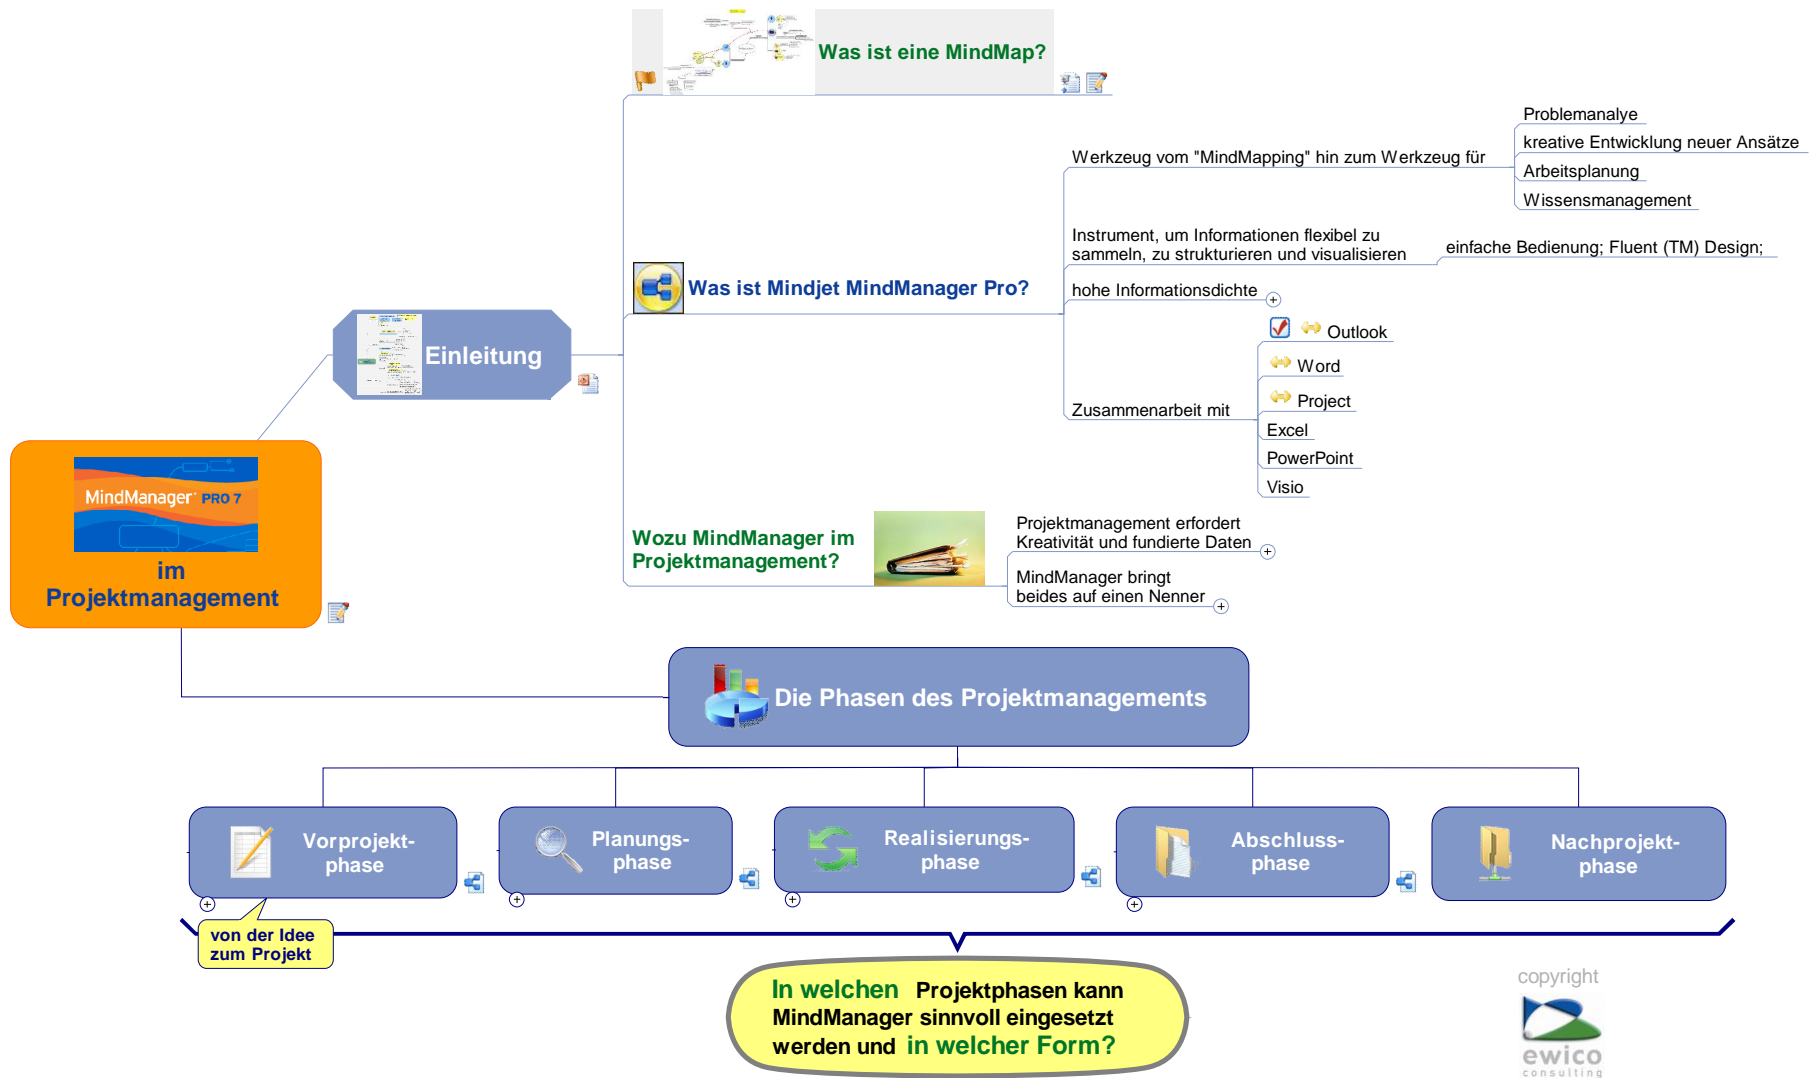 Was ist eine MindMap?
Problemanalye
kreative Entwicklung neuer Ansätze
Werkzeug vom "MindMapping" hin zum Werkzeug für
Arbeitsplanung
Wissensmanagement
Instrument, um Informationen flexibel zu
sammeln, zu strukturieren und visualisieren
einfache Bedienung; Fluent (TM) Design;
Was ist Mindjet MindManager Pro?
hohe Informationsdichte
Outlook
Word
Project
Zusammenarbeit mit
Excel
PowerPoint
Visio
Einleitung
MindManager PRO 7
im
Projektmanagement
Wozu MindManager im
Projektmanagement?
Projektmanagement erfordert
Kreativität und fundierte Daten
MindManager bringt
beides auf einen Nenner
Die Phasen des Projektmanagements
Vorprojekt-
phase
Planungs-
phase
Realisierungs-
phase
Abschluss-
phase
Nachprojekt-
phase
von der Idee
zum Projekt
In welchen Projektphasen kann
MindManager sinnvoll eingesetzt
werden und in welcher Form?
copyright
ewico
consulting